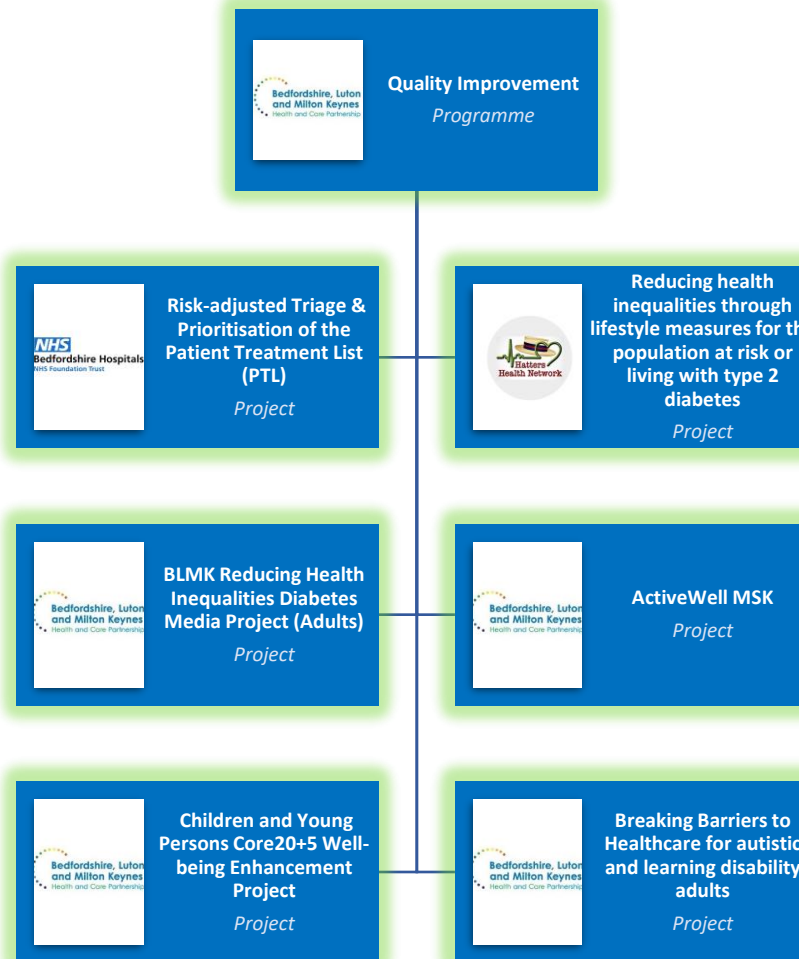 Bedfordshire, Luton
and Milton Keynes
Health and Care Partnership
Quality Improvement
Programme
NHS
Bedfordshire Hospitals
NHS Foundation Trust
Risk-adjusted Triage &
Prioritisation of the
Patient Treatment List
(PTL)
Project
Hatters
Health Network
Reducing health
inequalities through
lifestyle measures for th
population at risk or
living with type 2
diabetes
Project
Bedfordshire, Luton
and Milton Keynes
Health and Care Partnership
BLMK Reducing Health
Inequalities Diabetes
Media Project (Adults)
Project
Bedfordshire, Luton
and Milton Keynes
Health and Care Partnership
ActiveWell MSK
Project
Bedfordshire, Luton
and Milton Keynes
Health and Care Partnership
Children and Young
Persons Core20+5 Well-
being Enhancement
Project
Project
Bedfordshire, Luton
and Milton Keynes
Health and Care Partnership
Breaking Barriers to
Healthcare for autistic
and learning disability
adults
Project